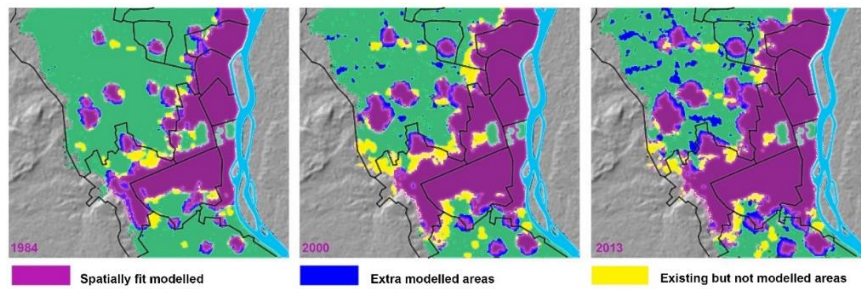 1984
2000
2013
Spatially fit modelled
Extra modelled areas
Existing but not modelled areas